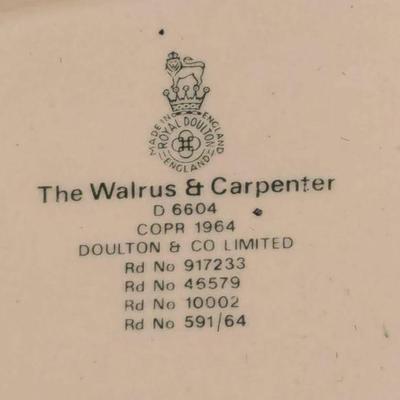 MADE IN ENGLAND
ROYAL DOULTON
ENGLAND
The Walrus & Carpenter
D 6604
COPR 1964
DOULTON & CO LIMITED
Rd No 917233
Rd No 46579
Rd No 10002
Rd No 591/64